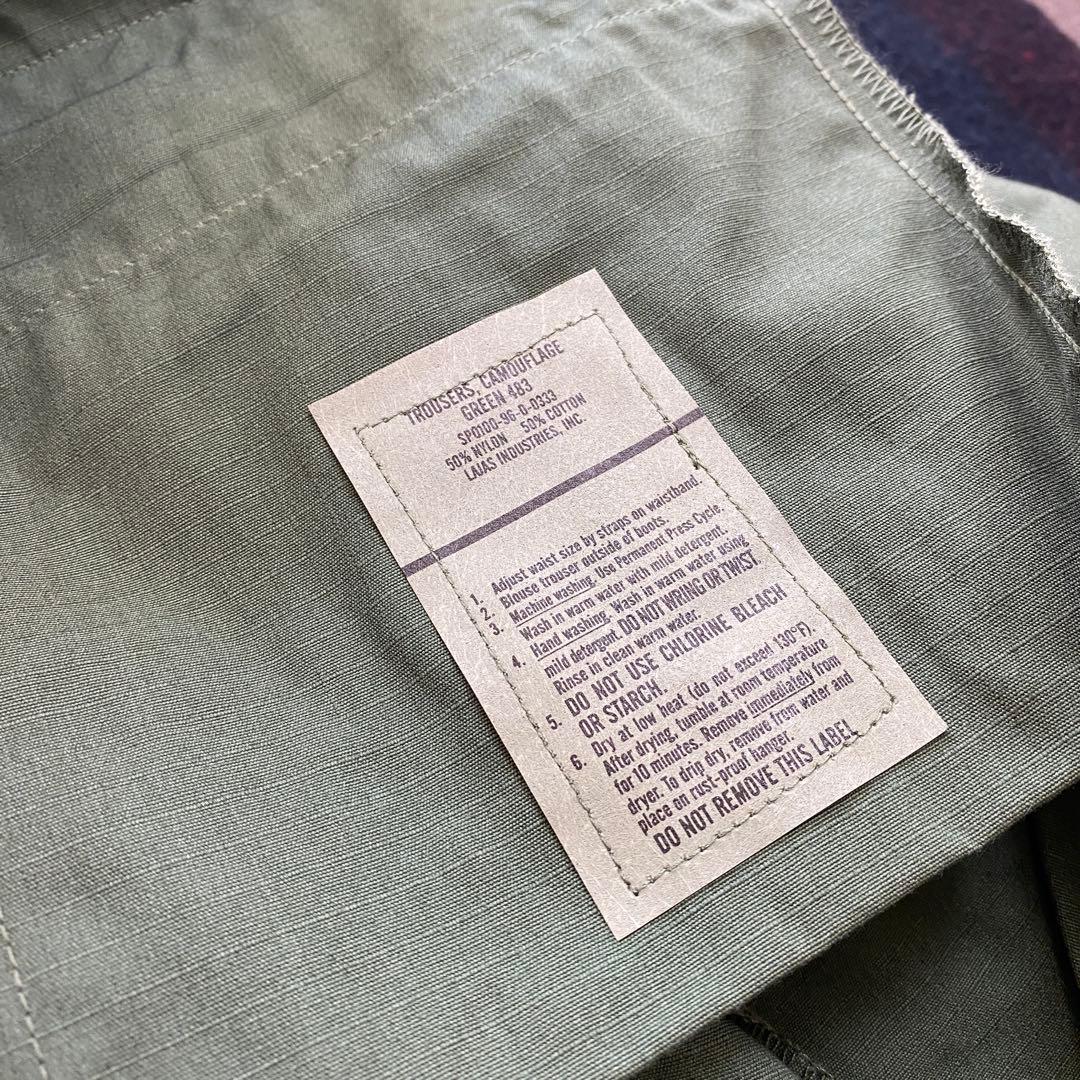 TROUSERS, CAMOUFLAGE
GREEN 483
SPO100-96-D-0333
50% NYLON 50% COTTON
LAJAS INDUSTRIES, INC.
1. Adjust waist size by straps on waistband.
2. Blouse trouser outside of boots.
3. Machine washing. Use Permanent Press Cycle.
Wash in warm water with mild detergent.
4. Hand washing. Wash in warm water using
mild detergent. DO NOT WRING OR TWIST.
Rinse in clean warm water.
5. DO NOT USE CHLORINE BLEACH
OR STARCH.
6. Dry at low heat (do not exceed 130°F).
After drying, tumble at room temperature
for 10 minutes. Remove immediately from
dryer. To drip dry, remove from water and
place on rust-proof hanger.
DO NOT REMOVE THIS LABEL